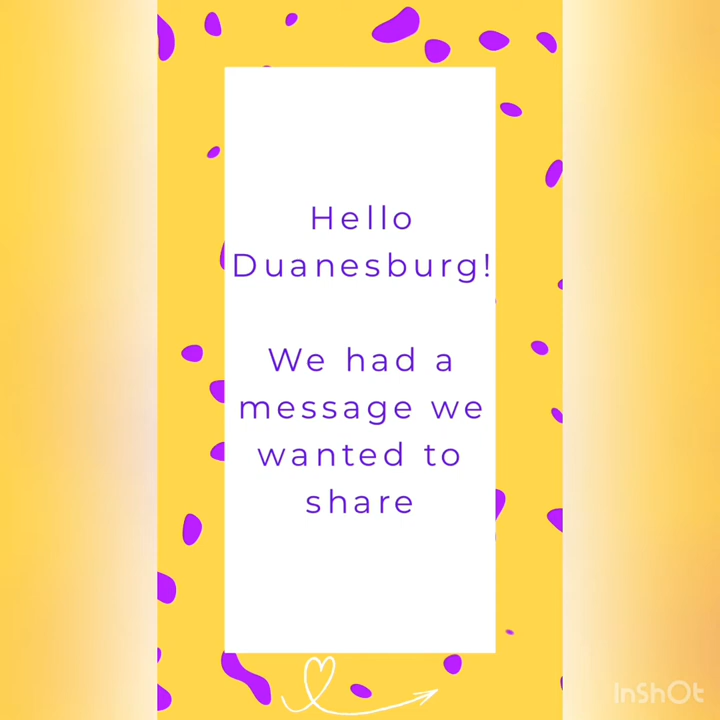 Hello
Duanesburg!
We had a
message we
wanted to
share
InShOt